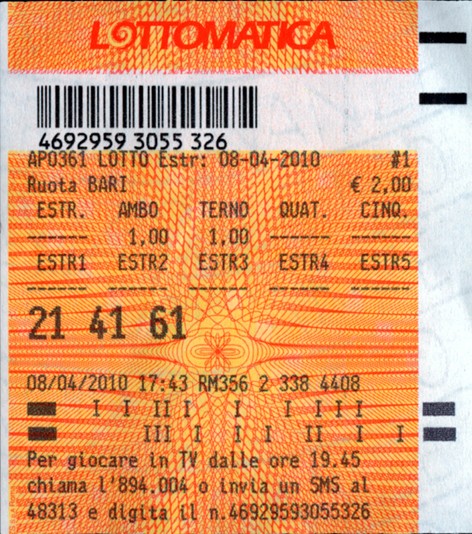 LOTTOMATICA
4692959 3055 326
AP0361 LOTTO Estr: 08-04-2010 #1
Ruota BARI € 2,00
ESTR. AMBO TERNO QUAT. CINQ.
------ 1,00 1,00 ------ ------
ESTR1 ESTR2 ESTR3 ESTR4 ESTR5
------ ------ ------ ------ ------
21 41 61
08/04/2010 17:43 RM356 2 338 4408
Per giocare in TV dalle ore 19.45
chiama l'894.004 o invia un SMS al
48313 e digita il n.46929593055326